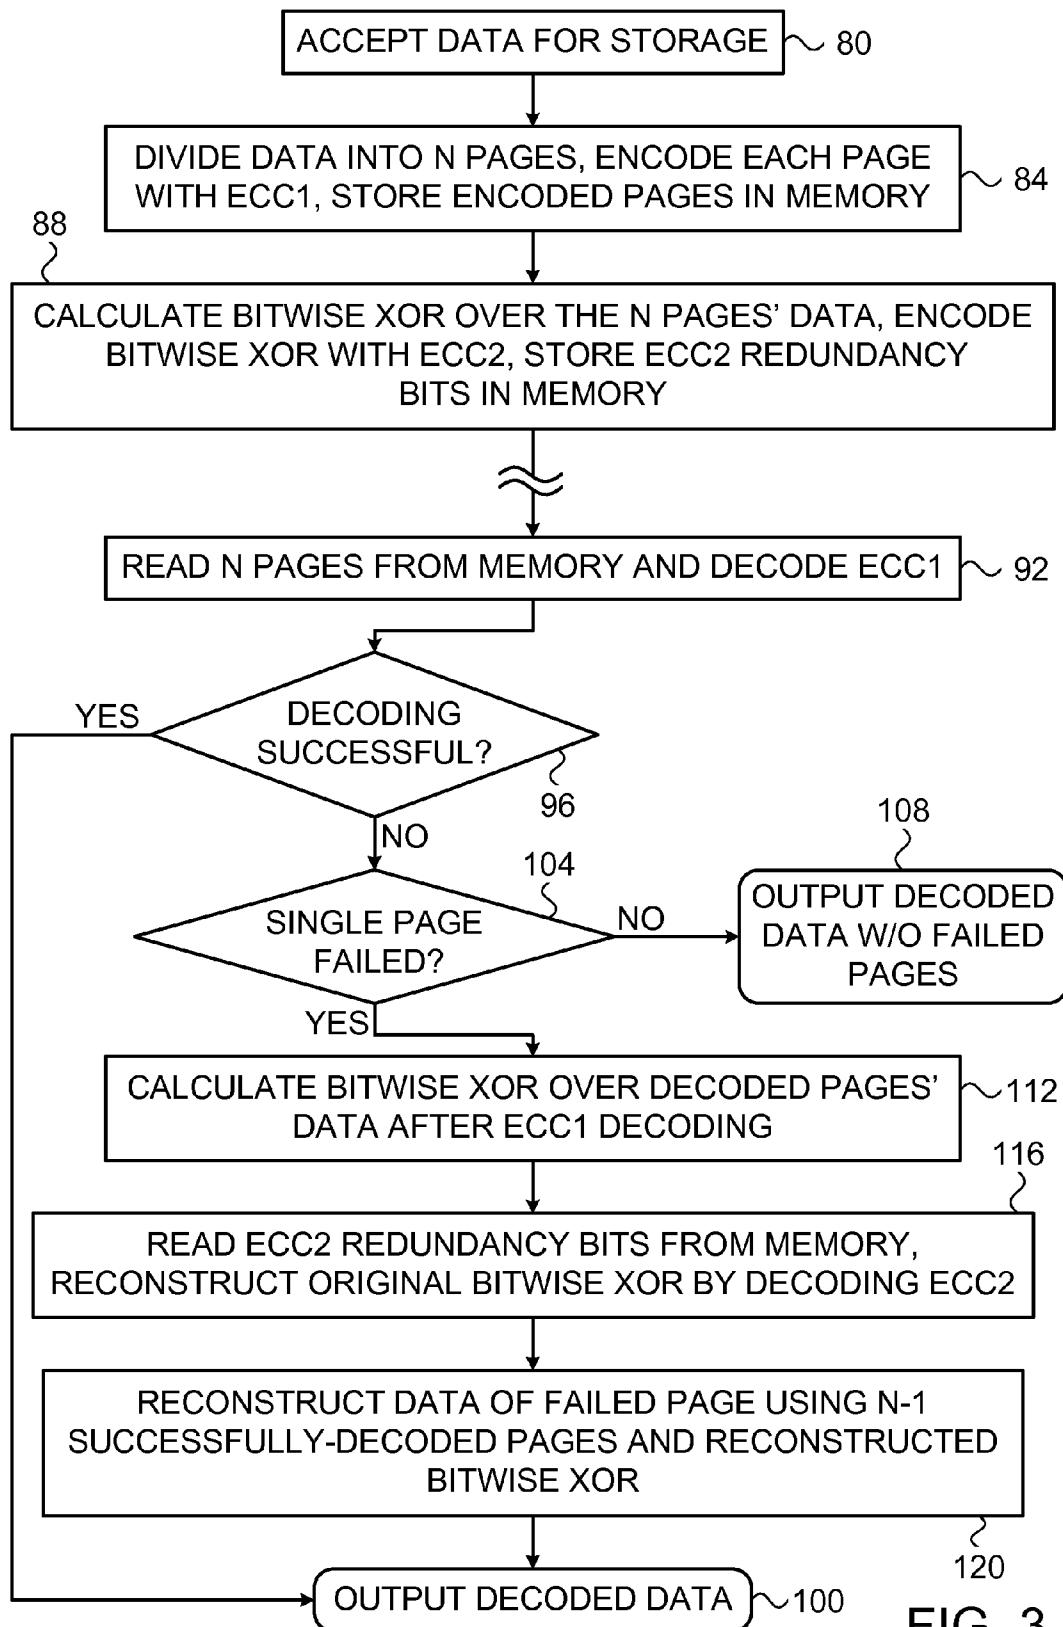 ACCEPT DATA FOR STORAGE
80
DIVIDE DATA INTO N PAGES, ENCODE EACH PAGE
WITH ECC1, STORE ENCODED PAGES IN MEMORY
84
88
CALCULATE BITWISE XOR OVER THE N PAGES' DATA, ENCODE
BITWISE XOR WITH ECC2, STORE ECC2 REDUNDANCY
BITS IN MEMORY
READ N PAGES FROM MEMORY AND DECODE ECC1
92
YES
DECODING
SUCCESSFUL?
96
NO
104
108
SINGLE PAGE
FAILED?
NO
OUTPUT DECODED
DATA W/O FAILED
PAGES
YES
CALCULATE BITWISE XOR OVER DECODED PAGES'
DATA AFTER ECC1 DECODING
112
116
READ ECC2 REDUNDANCY BITS FROM MEMORY,
RECONSTRUCT ORIGINAL BITWISE XOR BY DECODING ECC2
RECONSTRUCT DATA OF FAILED PAGE USING N-1
SUCCESSFULLY-DECODED PAGES AND RECONSTRUCTED
BITWISE XOR
120
OUTPUT DECODED DATA
100
FIG. 3